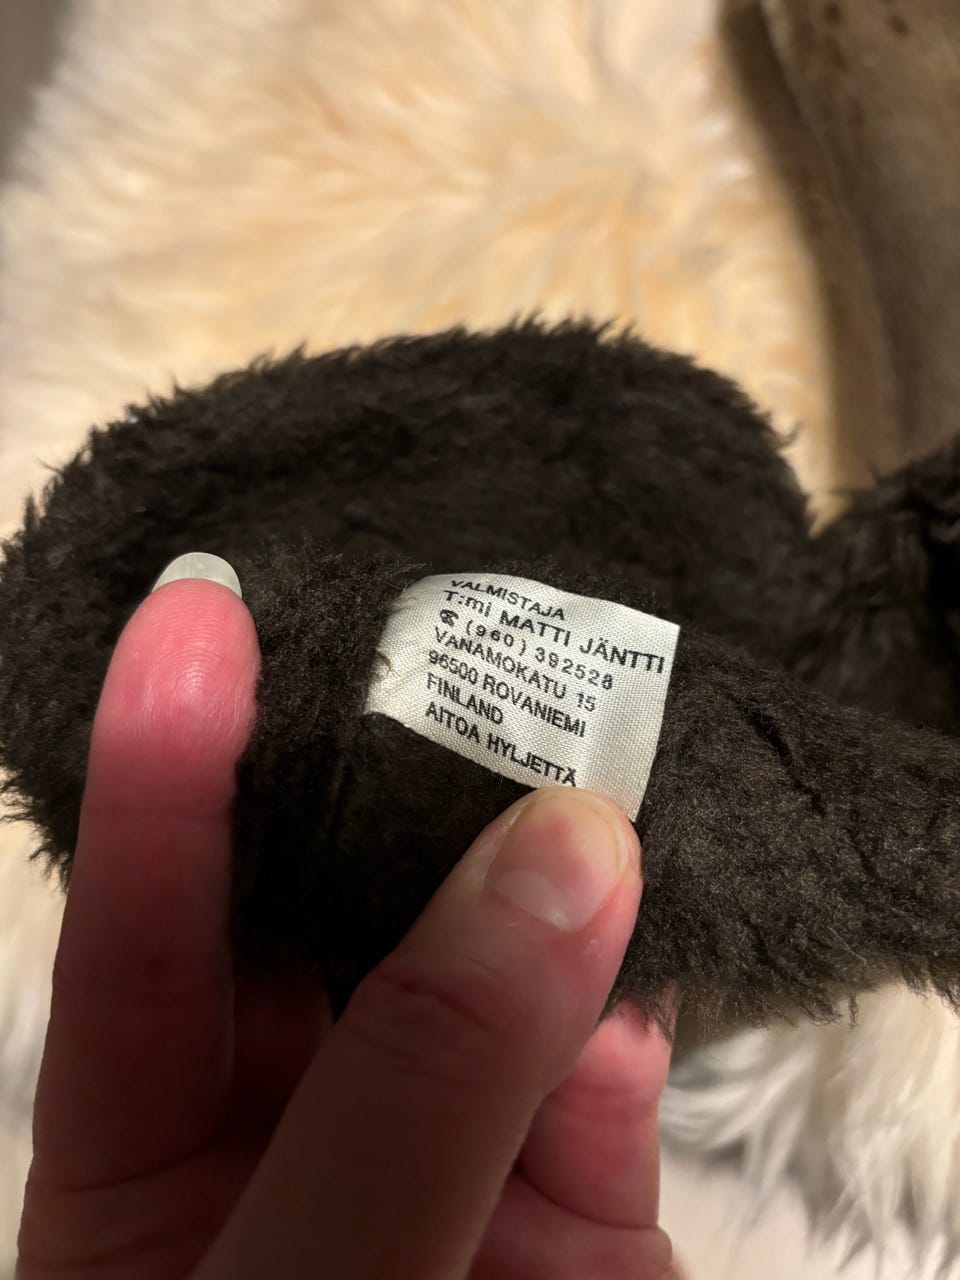 VALMISTAJA
T:mi MATTI JÄNTTI
☎ (960) 392528
VANAMOKATU 15
96500 ROVANIEMI
FINLAND
AITOA HYLJETTÄ